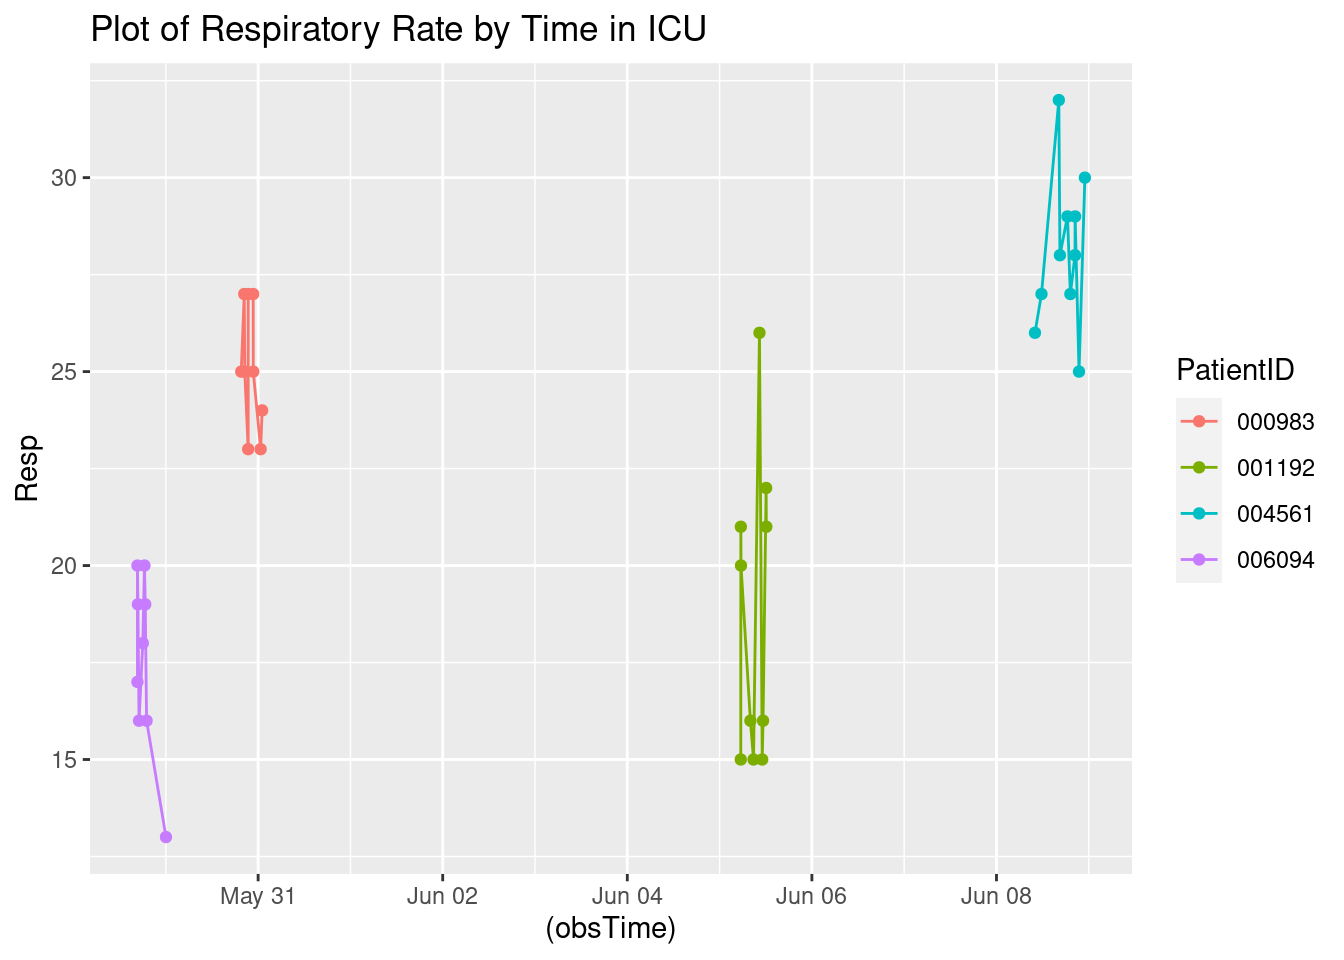 Plot of Respiratory Rate by Time in ICU
30
25
20
15
Resp
May 31
Jun 02
Jun 04
Jun 06
Jun 08
(obsTime)
PatientID
000983
001192
004561
006094